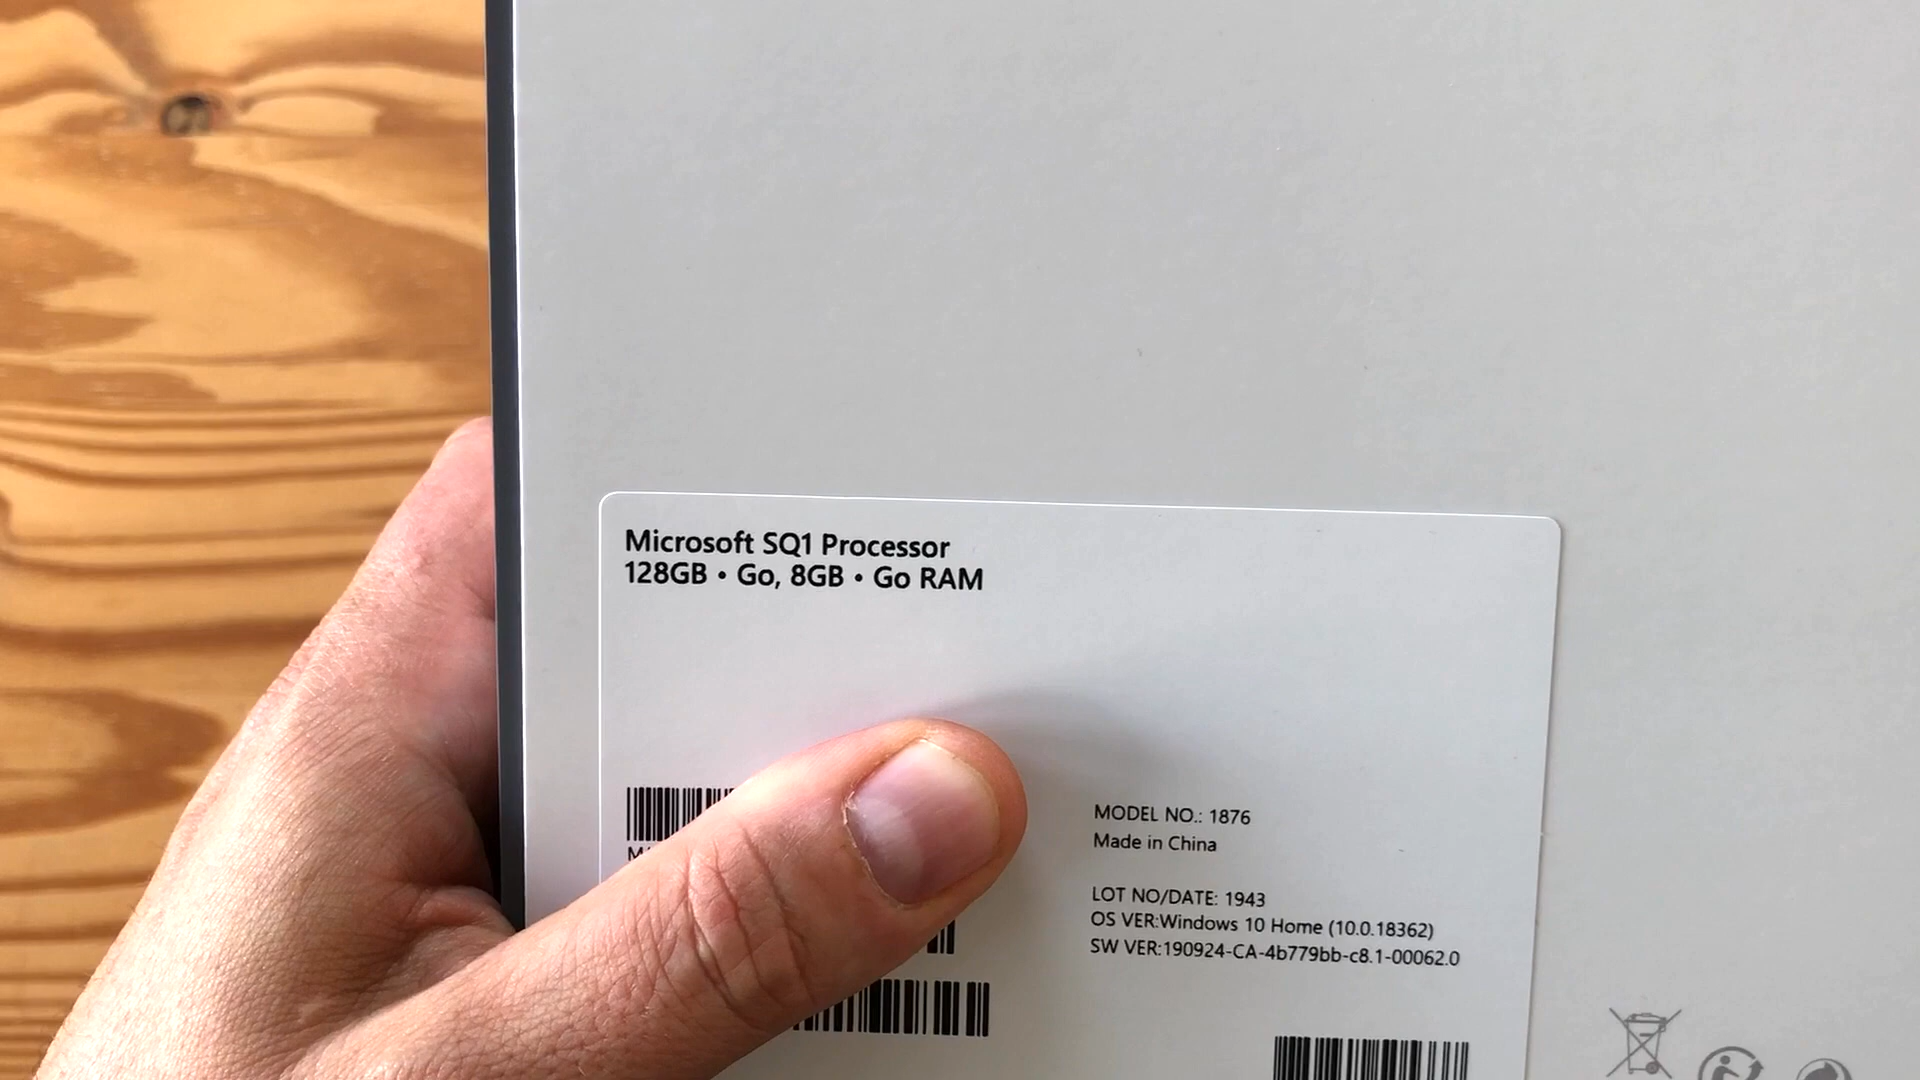 Microsoft SQ1 Processor
128GB • Go, 8GB • Go RAM
MODEL NO.: 1876
Made in China
LOT NO/DATE: 1943
OS VER:Windows 10 Home (10.0.18362)
SW VER:190924-CA-4b779bb-c8.1-00062.0